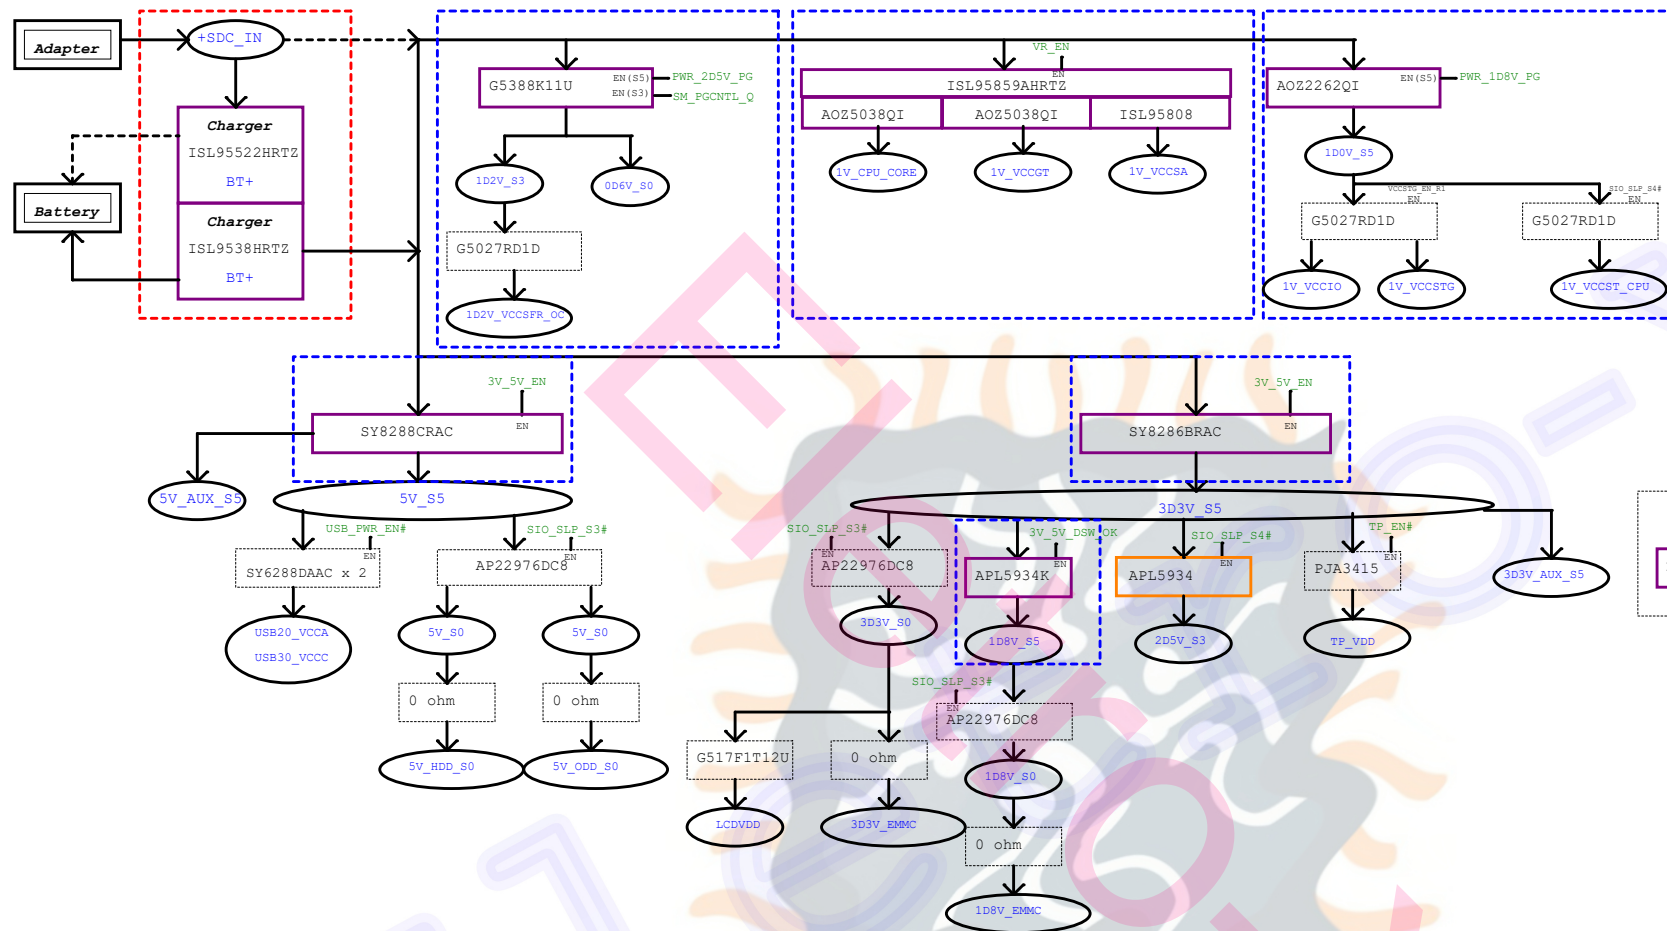 Adapter
+SDC_IN
Charger
ISL95522HRTZ
BT+
Battery
Charger
ISL9538HRTZ
BT+
G5388K11U
EN(S5)
PWR_2D5V_PG
EN(S3)
SM_PGCNTL_Q
1D2V_S3
0D6V_S0
G5027RD1D
1D2V_VCCSFR_OC
VR_EN
EN
ISL95859AHRTZ
AOZ5038QI
AOZ5038QI
ISL95808
1V_CPU_CORE
1V_VCCGT
1V_VCCSA
AOZ2262QI
EN(S5)
PWR_1D8V_PG
1D0V_S5
VCCSTG_EN_R1
EN
SIO_SLP_S4#
EN
G5027RD1D
G5027RD1D
1V_VCCIO
1V_VCCSTG
1V_VCCST_CPU
3V_5V_EN
EN
SY8288CRAC
3V_5V_EN
EN
SY8286BRAC
5V_AUX_S5
5V_S5
3D3V_S5
USB_PWR_EN#
EN
SY6288DAAC x 2
SIO_SLP_S3#
EN
AP22976DC8
USB20_VCCA
USB30_VCCC
5V_S0
5V_S0
0 ohm
0 ohm
5V_HDD_S0
5V_ODD_S0
SIO_SLP_S3#
EN
AP22976DC8
3V_5V_DSW_OK
EN
APL5934K
SIO_SLP_S4#
EN
APL5934
TP_EN#
EN
PJA3415
3D3V_AUX_S5
3D3V_S0
1D8V_S5
2D5V_S3
TP_VDD
SIO_SLP_S3#
EN
AP22976DC8
G517F1T12U
0 ohm
1D8V_S0
LCDVDD
3D3V_EMMC
0 ohm
1D8V_EMMC